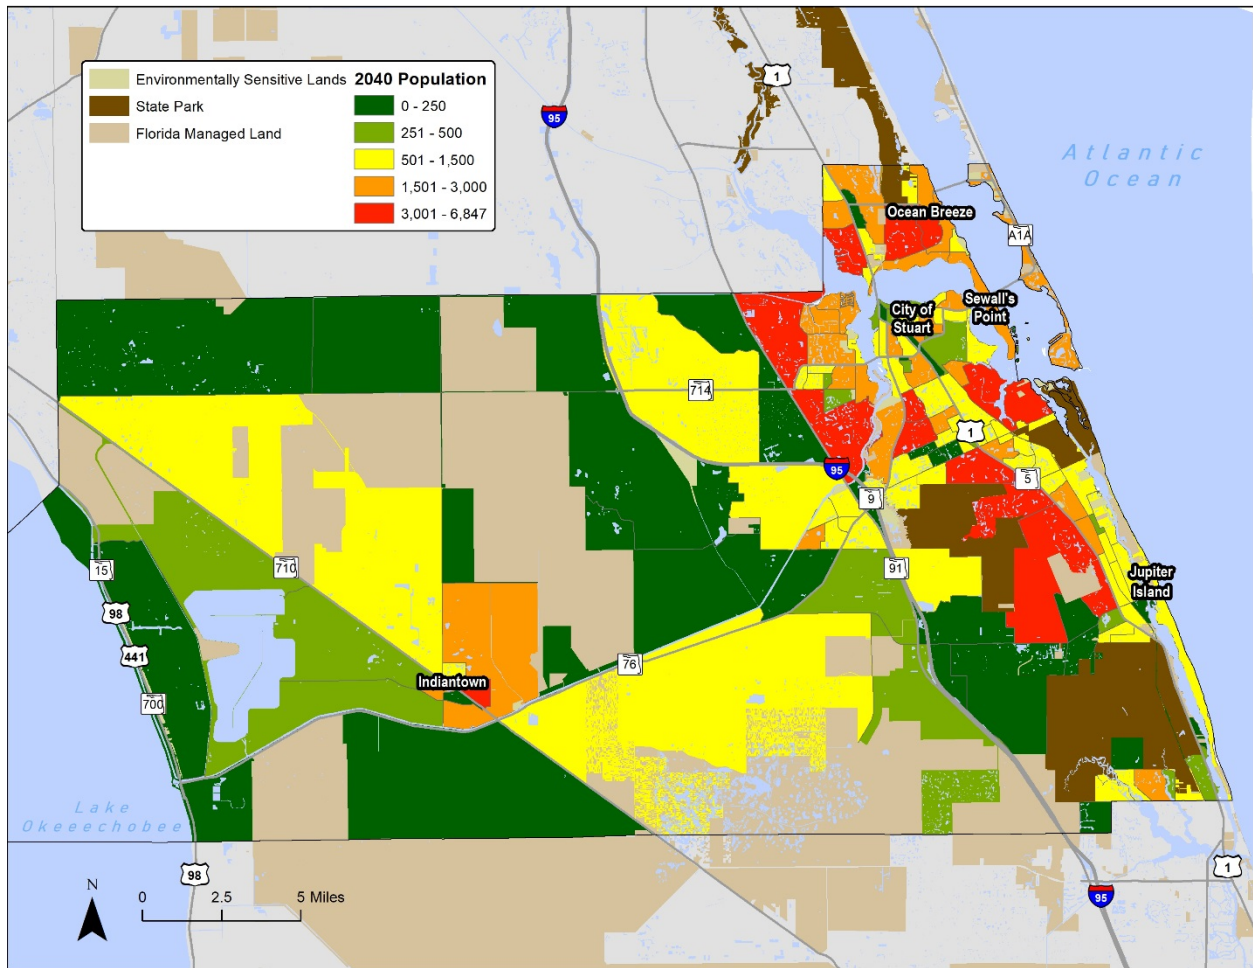 Environmentally Sensitive Lands
State Park
Florida Managed Land
2040 Population
0 - 250
251 - 500
501 - 1,500
1,501 - 3,000
3,001 - 6,847
1
95
Atlantic
Ocean
Ocean Breeze
A1A
City of
Stuart
Sewall's
Point
714
1
95
5
9
15
710
91
Jupiter
Island
98
441
76
Indiantown
700
Lake
Okeeechobee
98
N
0
2.5
5 Miles
1
95